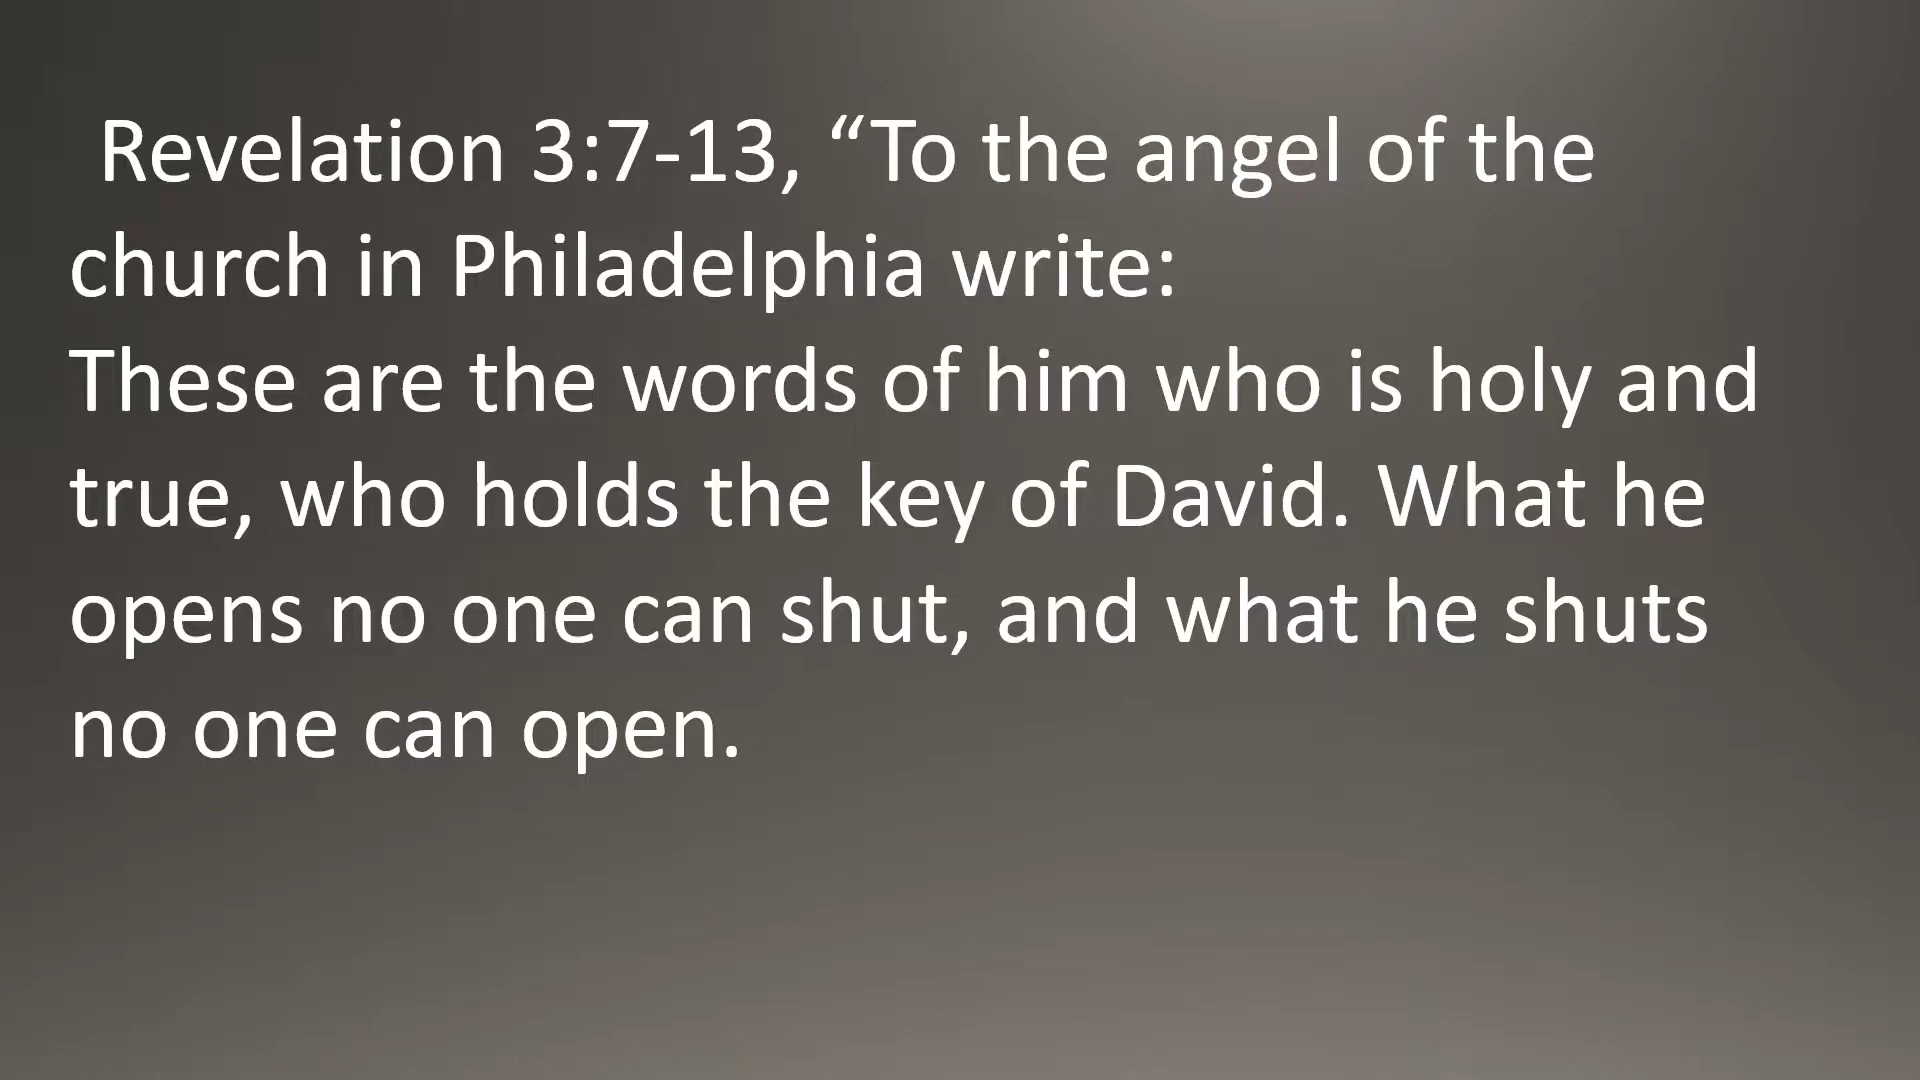 Revelation 3:7-13, “To the angel of the
church in Philadelphia write:
These are the words of him who is holy and
true, who holds the key of David. What he
opens no one can shut, and what he shuts
no one can open.